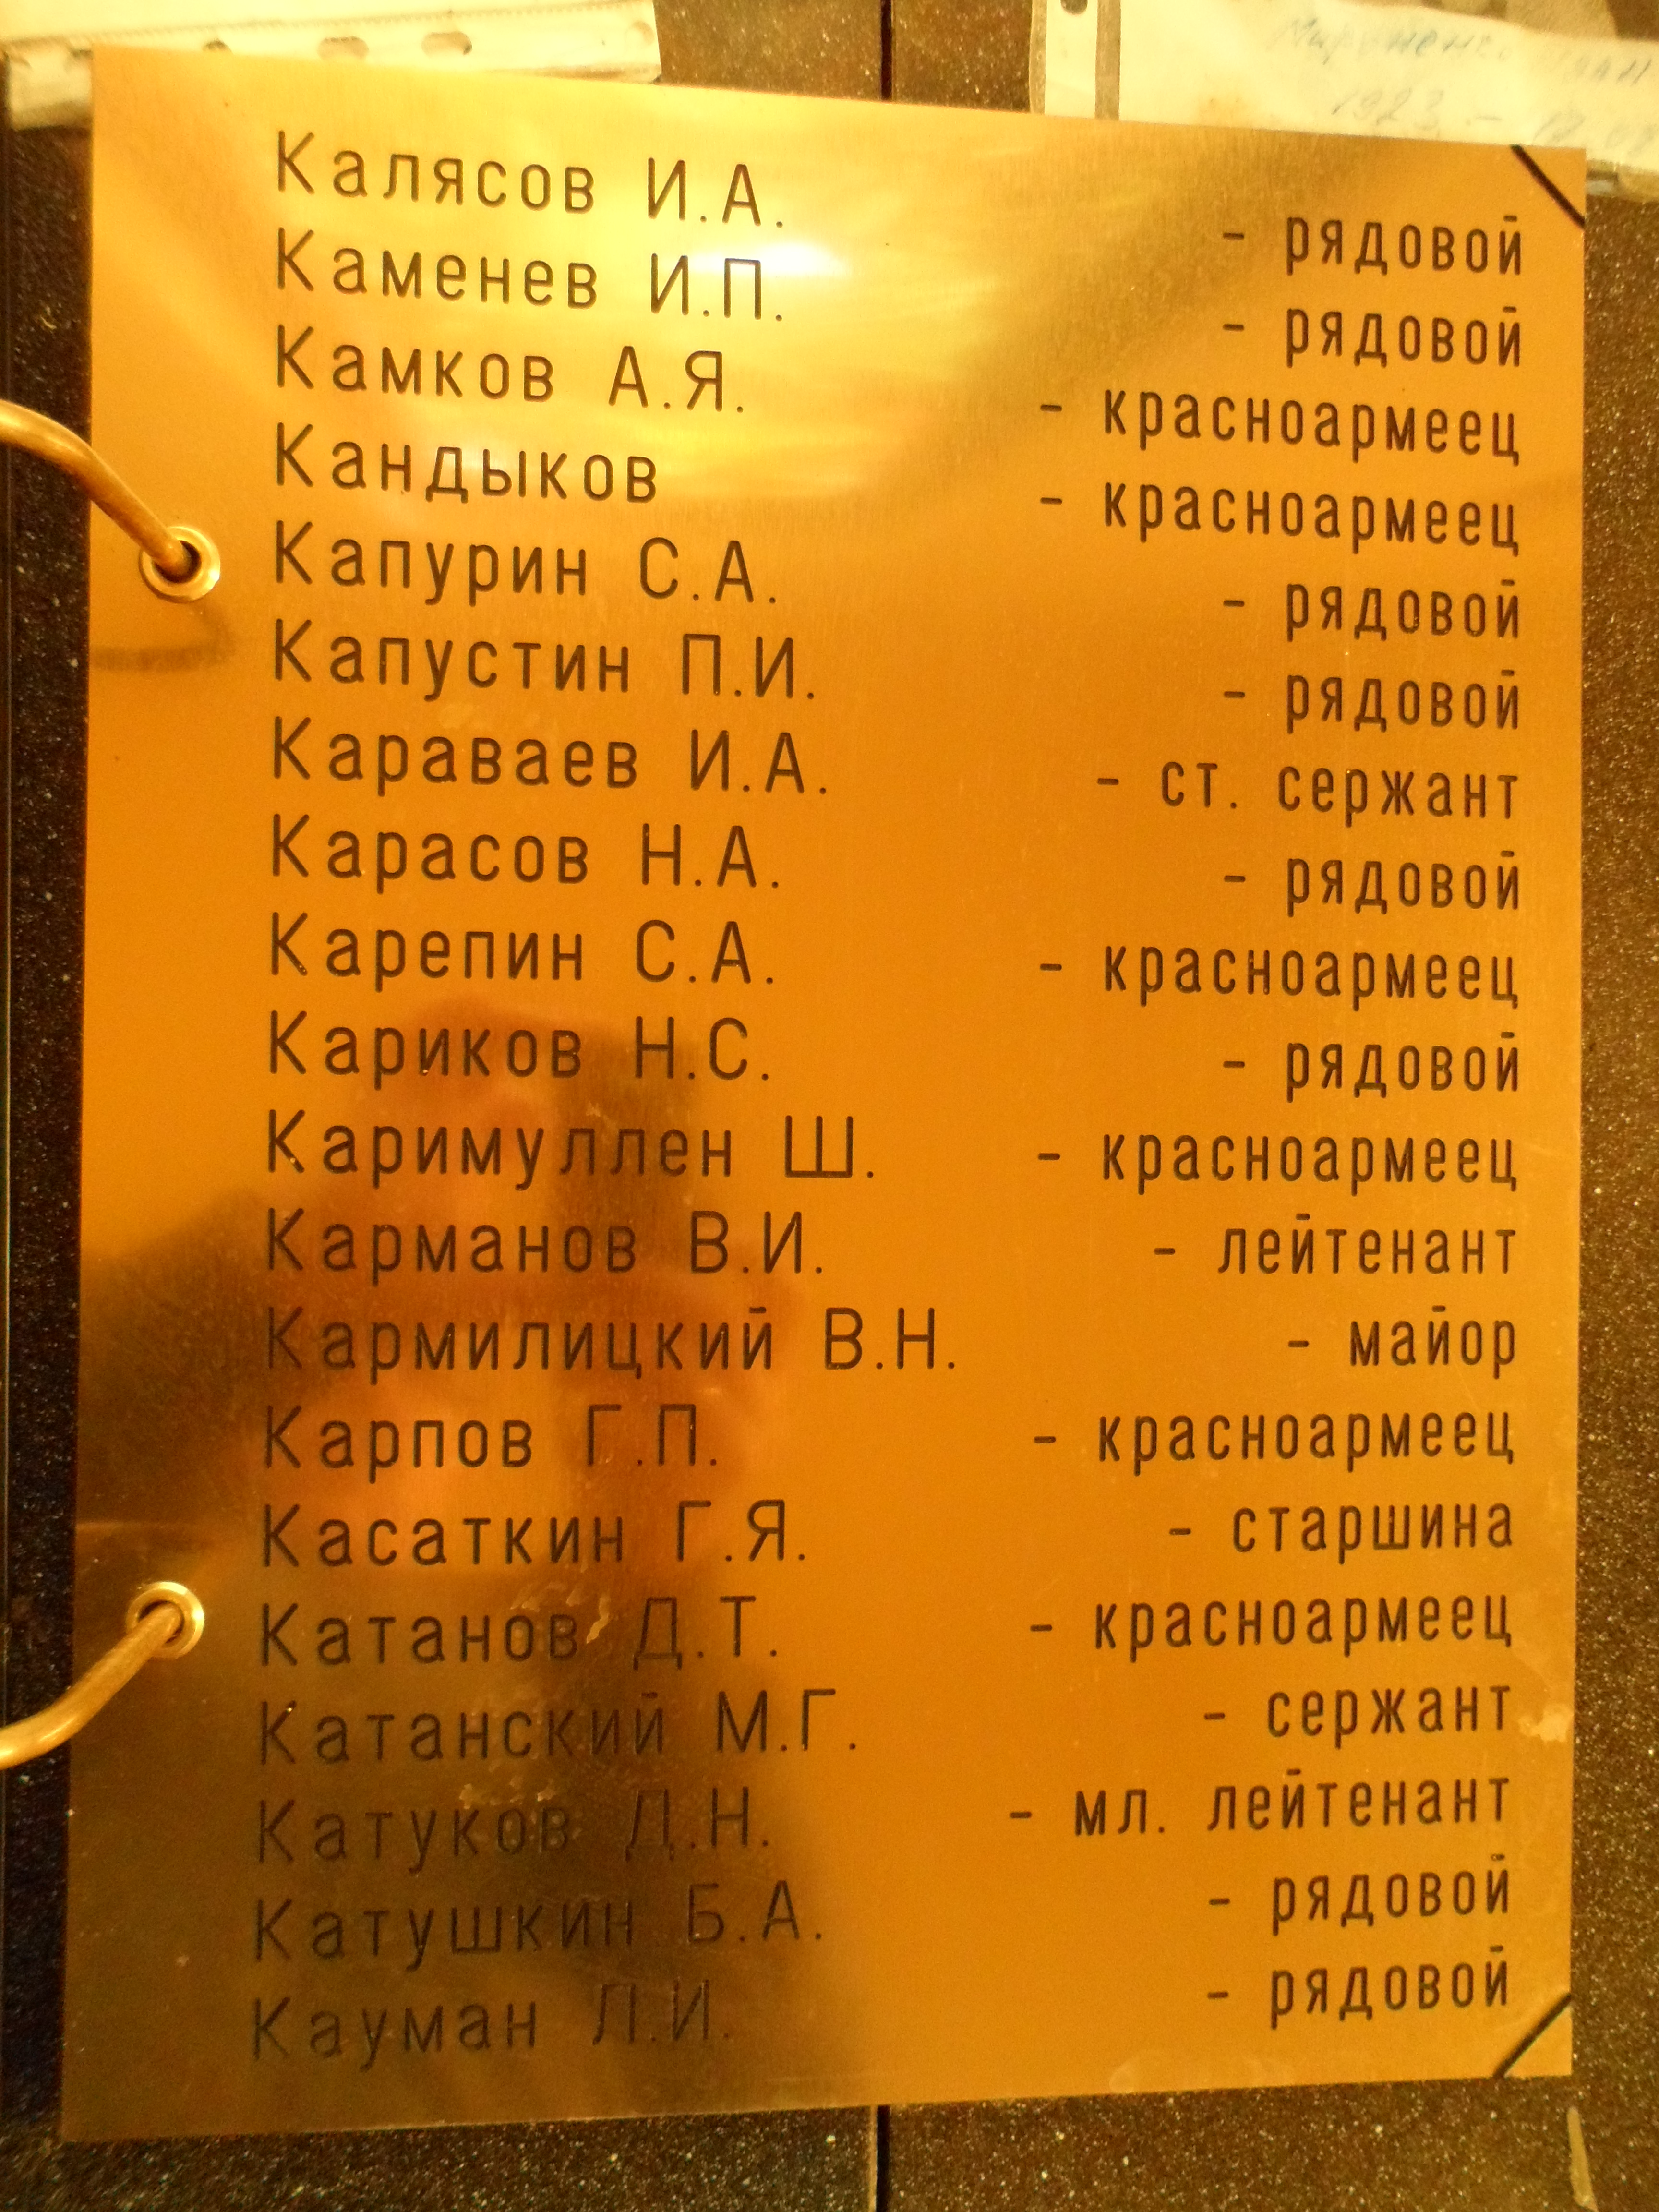 Калясов И.А. - рядовой
Каменев И.П. - рядовой
Камков А.Я. - красноармеец
Кандыков - красноармеец
Капурин С.А. - рядовой
Капустин П.И. - рядовой
Караваев И.А. - ст. сержант
Карасов Н.А. - рядовой
Карепин С.А. - красноармеец
Кариков Н.С. - рядовой
Каримуллен Ш. - красноармеец
Карманов В.И. - лейтенант
Кармилицкий В.Н. - майор
Карпов Г.П. - красноармеец
Касаткин Г.Я. - старшина
Катанов Д.Т. - красноармеец
Катанский М.Г. - сержант
Катуков Д.Н. - мл. лейтенант
Катушкин Б.А. - рядовой
Кауман Л.И. - рядовой